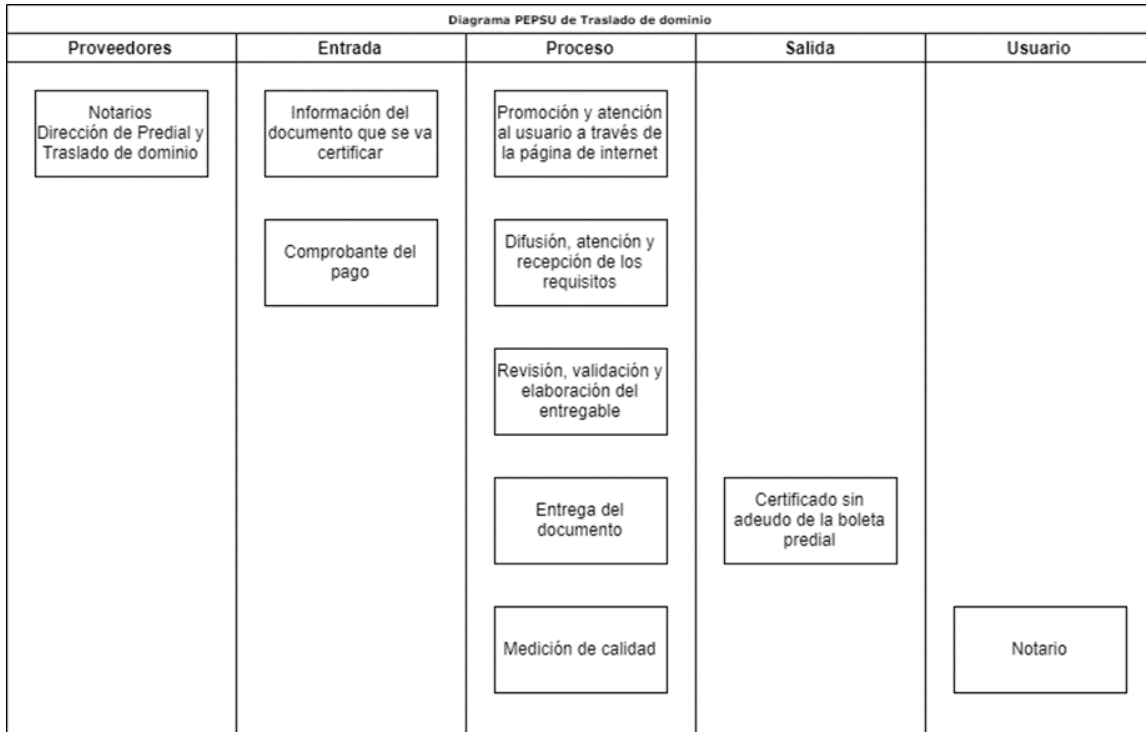 Diagrama PEPSU de Traslado de dominio
Proveedores
Entrada
Proceso
Salida
Usuario
Notarios
Dirección de Predial y
Traslado de dominio
Información del
documento que se va
certificar
Promoción y atención
al usuario a través de
la página de internet
Comprobante del
pago
Difusión, atención y
recepción de los
requisitos
Revisión, validación y
elaboración del
entregable
Entrega del
documento
Certificado sin
adeudo de la boleta
predial
Medición de calidad
Notario